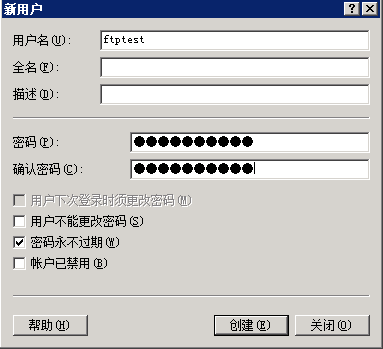 新用户
用户名(U): ftptest
全名(F):
描述(D):
密码(P): ●●●●●●●●●●
确认密码(C): ●●●●●●●●●●
用户下次登录时须更改密码(M)
用户不能更改密码(S)
密码永不过期(W)
帐户已禁用(B)
帮助(H) 创建(E) 关闭(O)